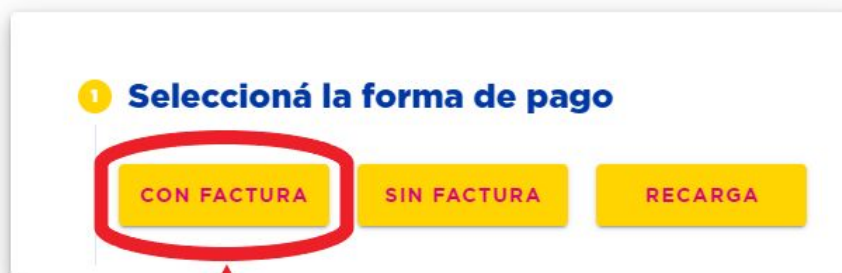 1 Seleccioná la forma de pago
CON FACTURA SIN FACTURA RECARGA